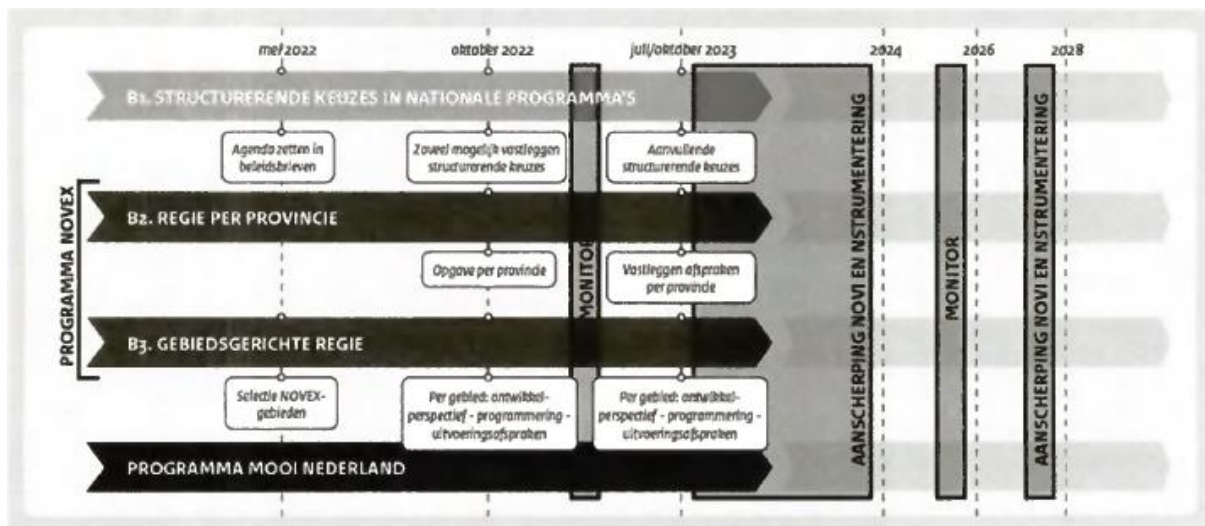 mei 2022
oktober 2022
juli/oktober 2023
2024
2026
2028
B1. STRUCTURERENDE KEUZES IN NATIONALE PROGRAMMA'S
Agenda zetten in
beleidsbrieven
Zoveel mogelijk vastleggen
structurerende keuzes
Aanvullende
structurerende keuzes
PROGRAMMA NOVEX
B2. REGIE PER PROVINCIE
Opgave per provincie
Vastleggen afspraken
per provincie
B3. GEBIEDSGERICHTE REGIE
Selectie NOVEX-
gebieden
Per gebied: ontwikkel-
perspectief - programmering -
uitvoeringsafspraken
Per gebied: ontwikkel-
perspectief - programmering -
uitvoeringsafspraken
PROGRAMMA MOOI NEDERLAND
MONITOR
AANSCHERPING NOVI EN NSTRUMENTERING
MONITOR
AANSCHERPING NOVI EN NSTRUMENTERING